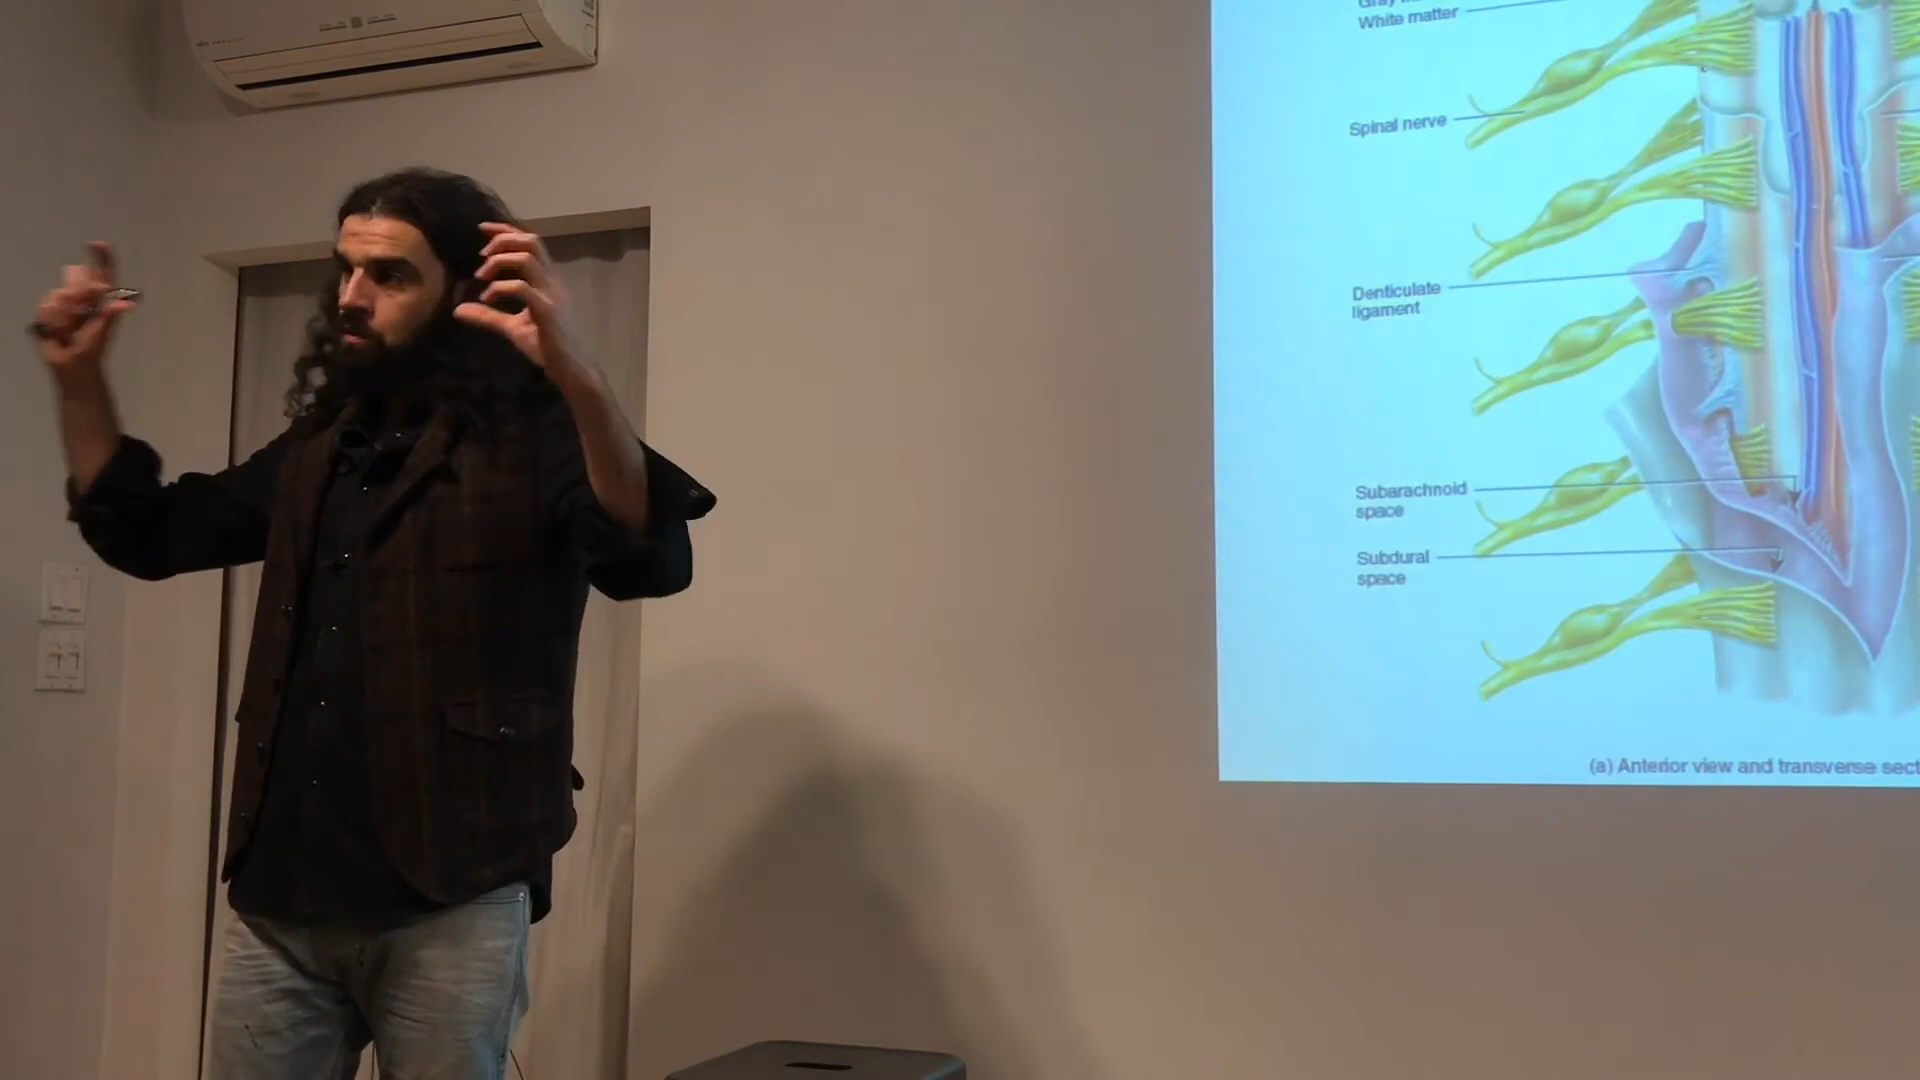 White matter
Spinal nerve
Denticulate
ligament
Subarachnoid
space
Subdural
space
(a) Anterior view and transverse sect